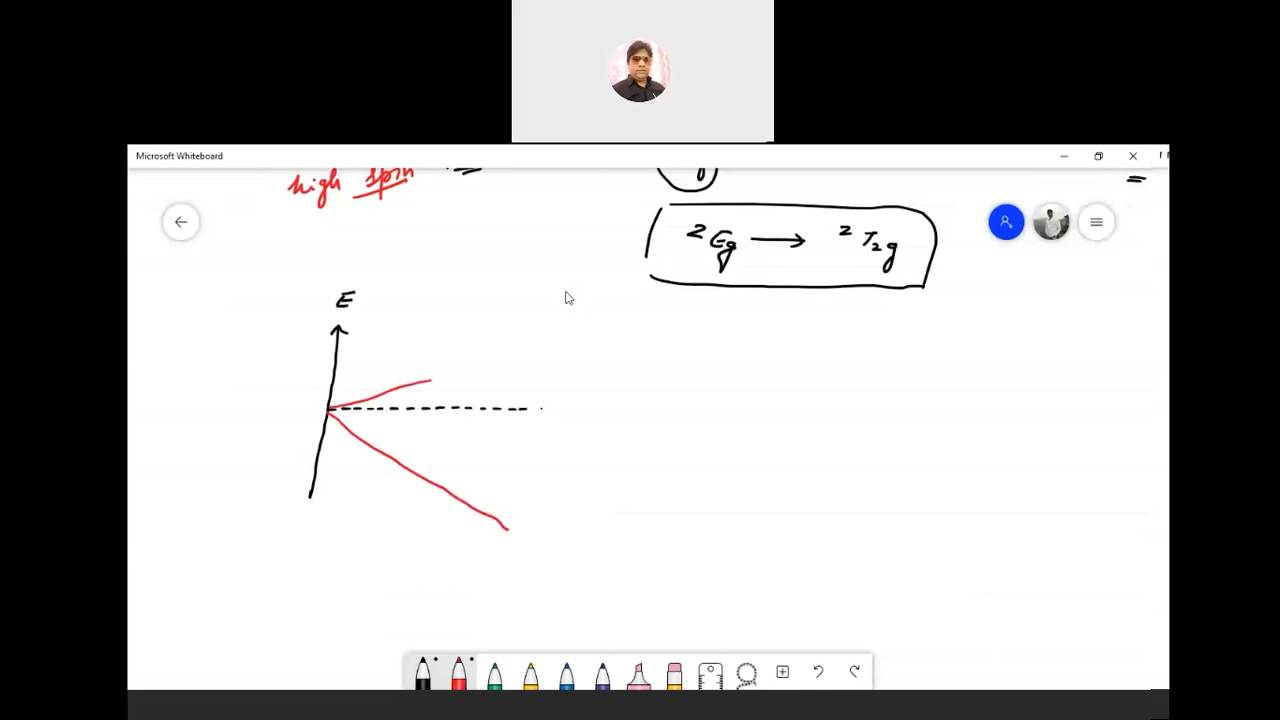 Microsoft Whiteboard
high spin
²Eg → ²T₂g
E